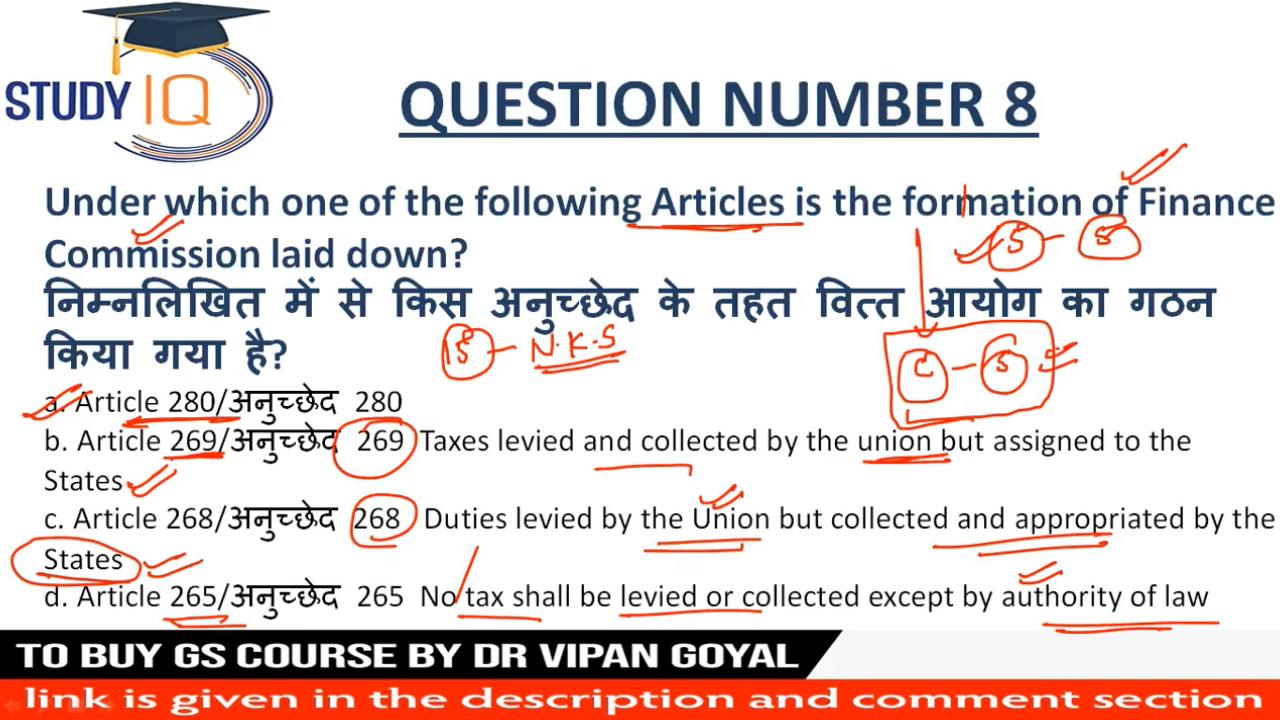 STUDY IQ
QUESTION NUMBER 8
Under which one of the following Articles is the formation of Finance
Commission laid down?
निम्नलिखित में से किस अनुच्छेद के तहत वित्त आयोग का गठन
किया गया है?
15 - N.K.S
5 - 5
C - S
a. Article 280/अनुच्छेद 280
b. Article 269/अनुच्छेद 269 Taxes levied and collected by the union but assigned to the
States
c. Article 268/अनुच्छेद 268 Duties levied by the Union but collected and appropriated by the
States
d. Article 265/अनुच्छेद 265 No tax shall be levied or collected except by authority of law
TO BUY GS COURSE BY DR VIPAN GOYAL
link is given in the description and comment section